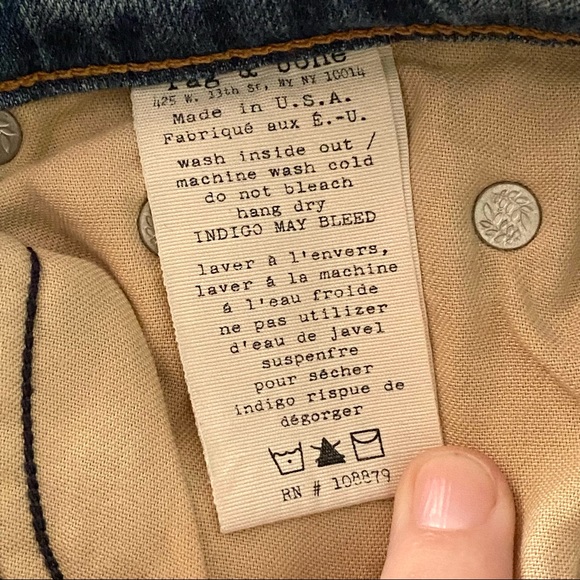 rag & bone
425 W. 13th St, NY NY 10014
Made in U.S.A.
Fabriqué aux É.-U.
wash inside out /
machine wash cold
do not bleach
hang dry
INDIGO MAY BLEED
laver à l'envers,
laver á la machine
á l'eau froide
ne pas utilizer
d'eau de javel
suspenfre
pour sécher
indigo rispue de
dégorger
RN # 108879